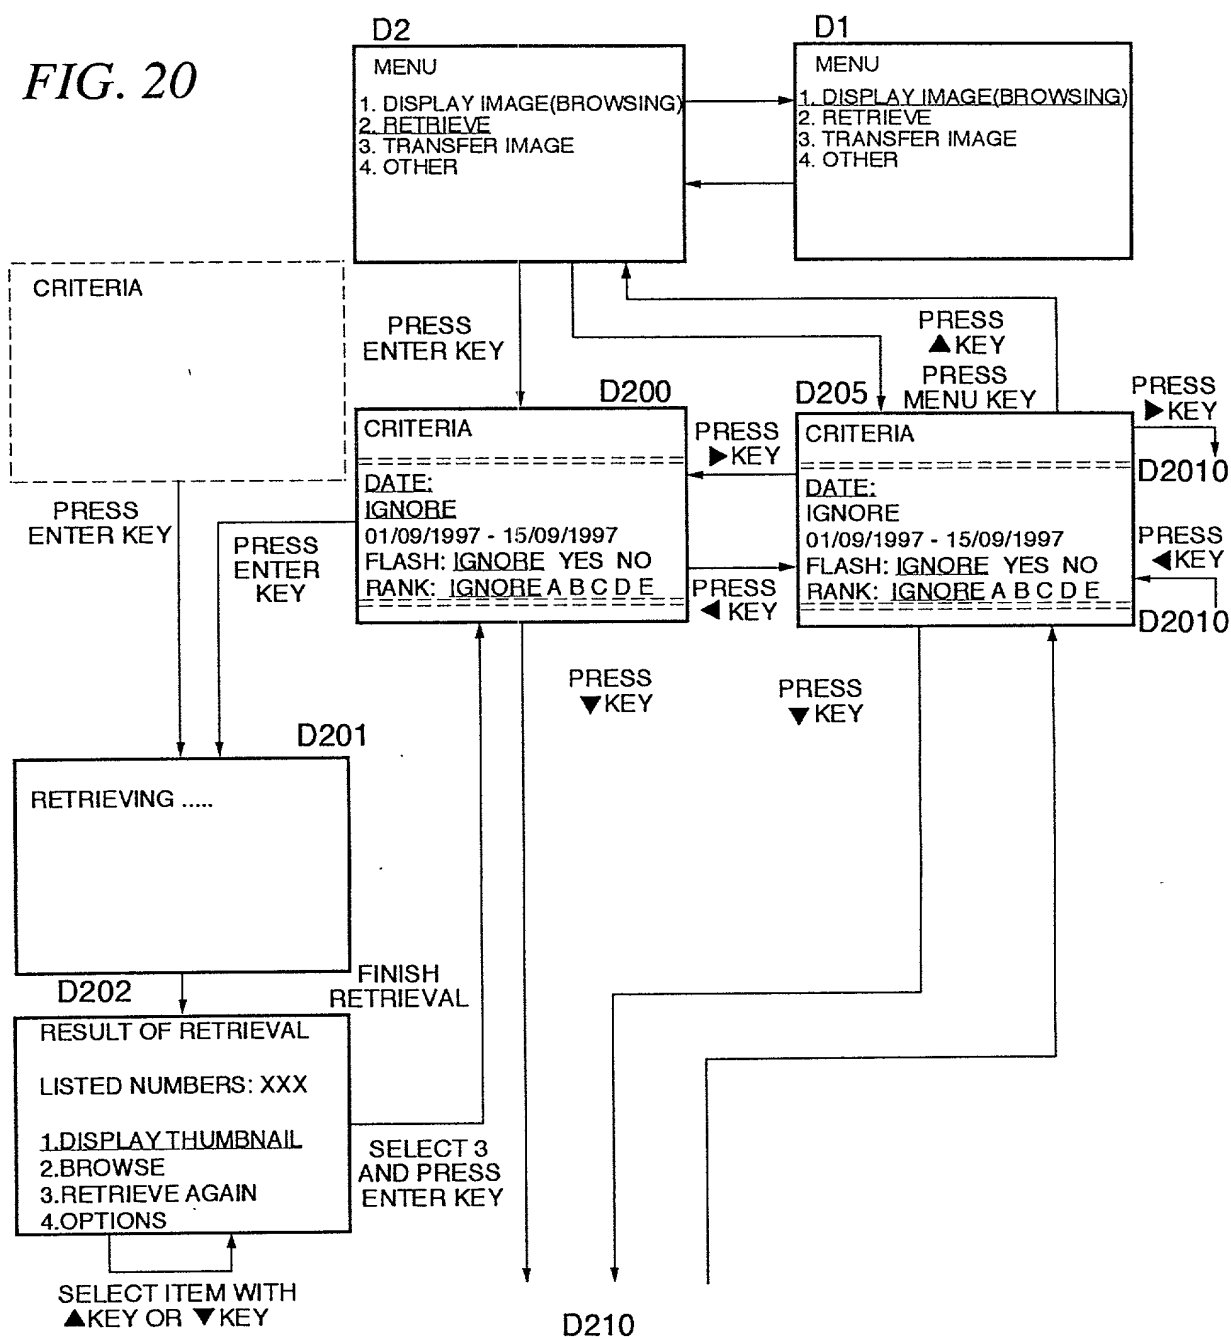 FIG. 20
D2
MENU
1. DISPLAY IMAGE(BROWSING)
2. RETRIEVE
3. TRANSFER IMAGE
4. OTHER
D1
MENU
1. DISPLAY IMAGE(BROWSING)
2. RETRIEVE
3. TRANSFER IMAGE
4. OTHER
CRITERIA
PRESS
ENTER KEY
PRESS
▲KEY
PRESS
MENU KEY
D200
CRITERIA
DATE:
IGNORE
01/09/1997 - 15/09/1997
FLASH: IGNORE YES NO
RANK: IGNORE A B C D E
PRESS
▶KEY
PRESS
◀KEY
D205
CRITERIA
DATE:
IGNORE
01/09/1997 - 15/09/1997
FLASH: IGNORE YES NO
RANK: IGNORE A B C D E
PRESS
▶KEY
D2010
PRESS
◀KEY
D2010
PRESS
ENTER KEY
PRESS
ENTER
KEY
PRESS
▼KEY
PRESS
▼KEY
D201
RETRIEVING .....
D202
FINISH
RETRIEVAL
RESULT OF RETRIEVAL
LISTED NUMBERS: XXX
1.DISPLAY THUMBNAIL
2.BROWSE
3.RETRIEVE AGAIN
4.OPTIONS
SELECT 3
AND PRESS
ENTER KEY
SELECT ITEM WITH
▲KEY OR ▼KEY
D210